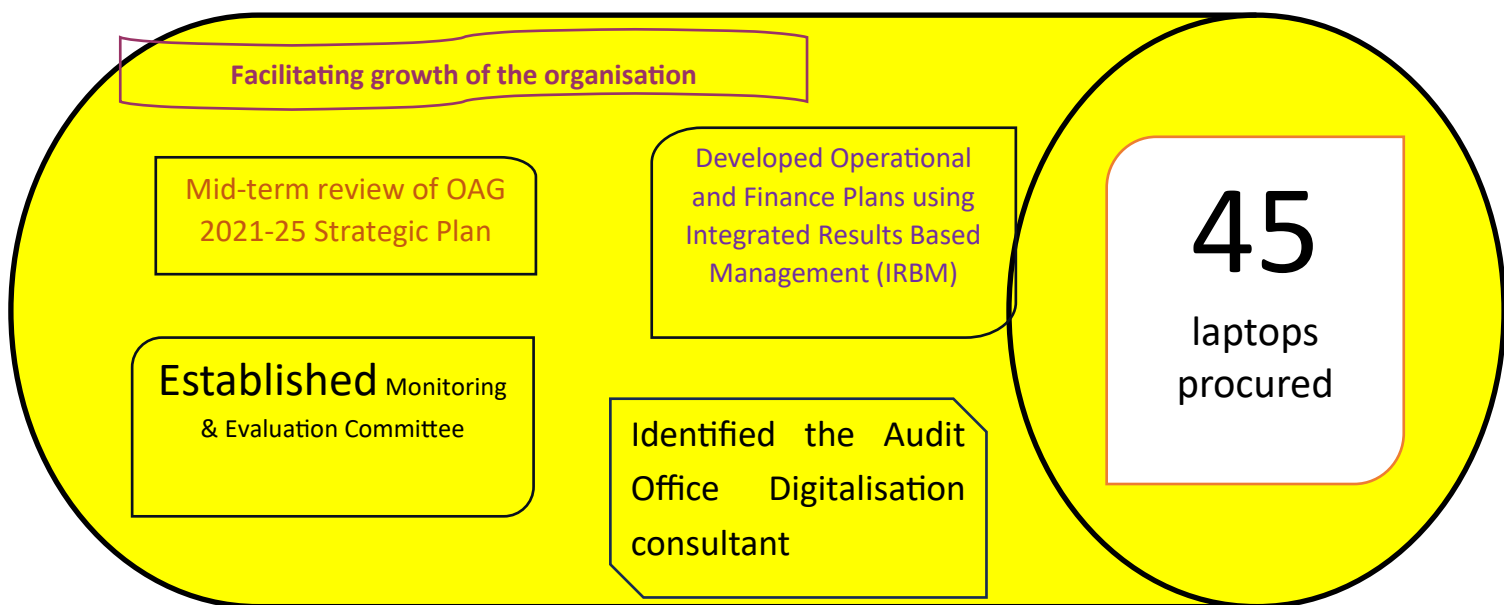 Facilitating growth of the organisation
Mid-term review of OAG
2021-25 Strategic Plan
Developed Operational
and Finance Plans using
Integrated Results Based
Management (IRBM)
Established Monitoring
& Evaluation Committee
Identified the Audit
Office Digitalisation
consultant
45
laptops
procured